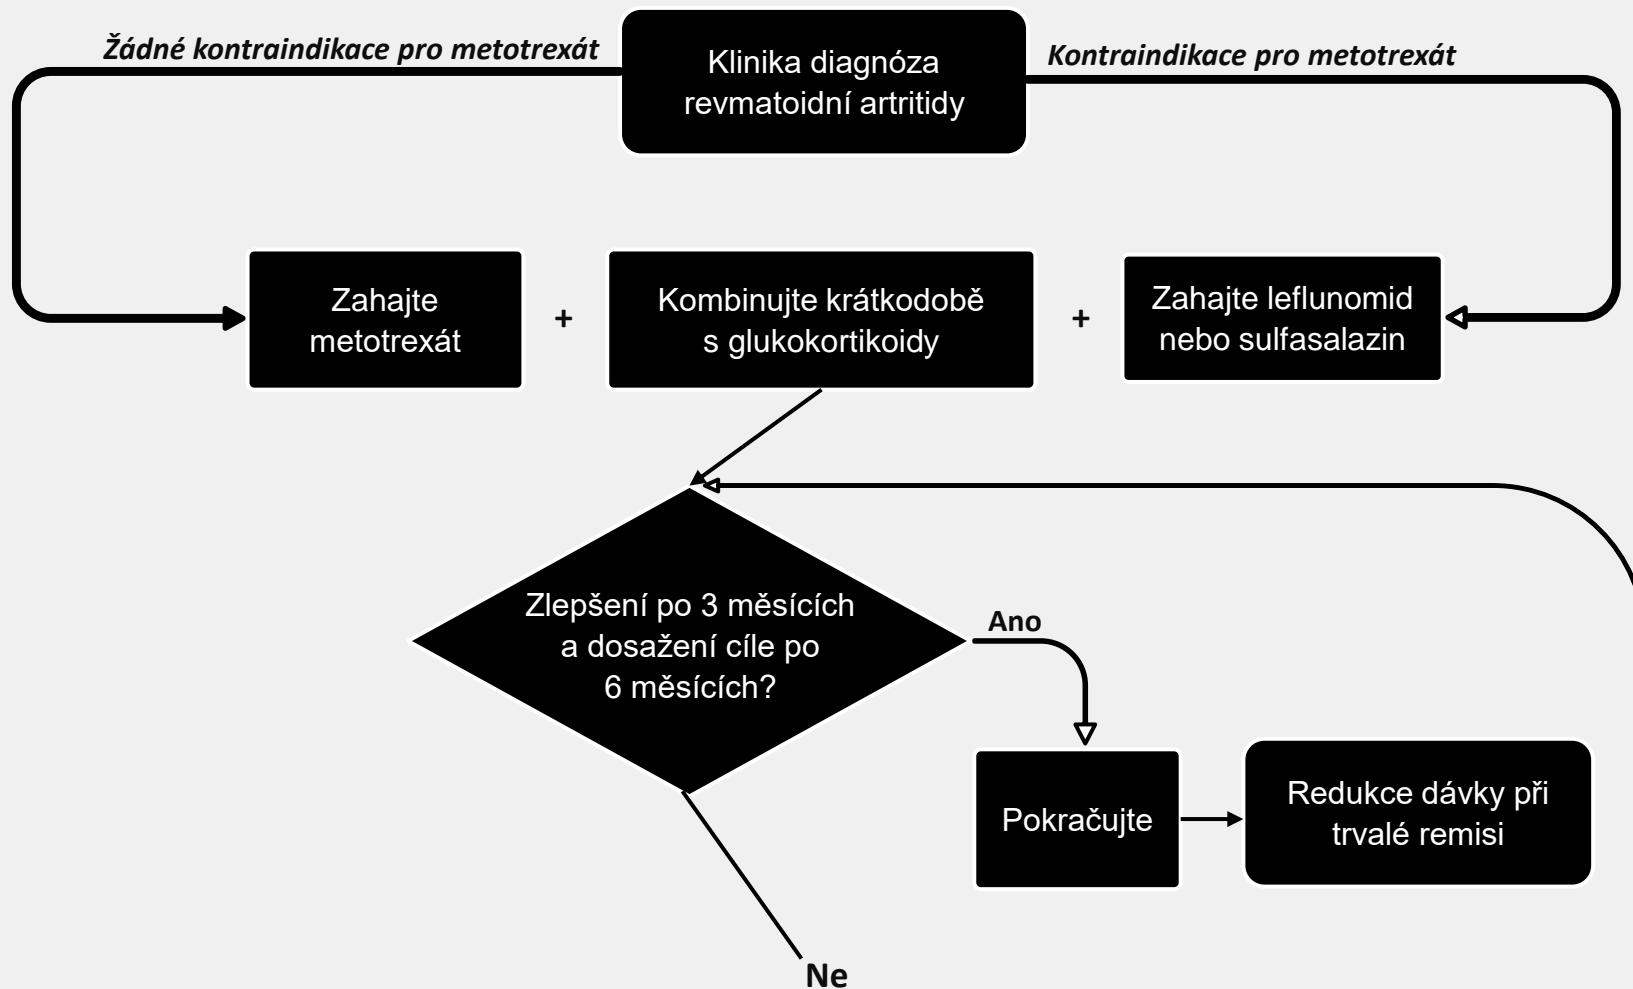 Žádné kontraindikace pro metotrexát
Klinika diagnóza
revmatoidní artritidy
Kontraindikace pro metotrexát
Zahajte
metotrexát
+
Kombinujte krátkodobě
s glukokortikoidy
+
Zahajte leflunomid
nebo sulfasalazin
Zlepšení po 3 měsících
a dosažení cíle po
6 měsících?
Ano
Pokračujte
Redukce dávky při
trvalé remisi
Ne